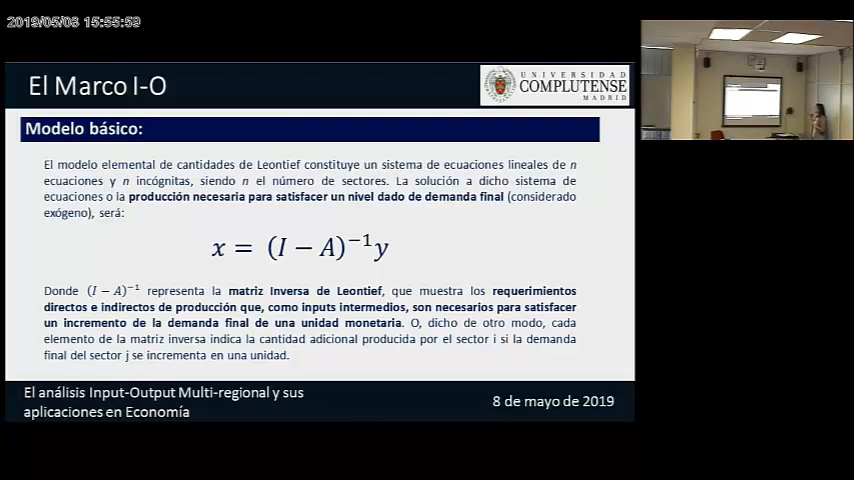 2019/05/08 15:55:59
El Marco I-O
UNIVERSIDAD
COMPLUTENSE
MADRID
Modelo básico:
El modelo elemental de cantidades de Leontief constituye un sistema de ecuaciones lineales de n
ecuaciones y n incógnitas, siendo n el número de sectores. La solución a dicho sistema de
ecuaciones o la producción necesaria para satisfacer un nivel dado de demanda final (considerado
exógeno), será:
x = (I − A)⁻¹y
Donde (I − A)⁻¹ representa la matriz Inversa de Leontief, que muestra los requerimientos
directos e indirectos de producción que, como inputs intermedios, son necesarios para satisfacer
un incremento de la demanda final de una unidad monetaria. O, dicho de otro modo, cada
elemento de la matriz inversa indica la cantidad adicional producida por el sector i si la demanda
final del sector j se incrementa en una unidad.
El análisis Input-Output Multi-regional y sus
aplicaciones en Economía
8 de mayo de 2019